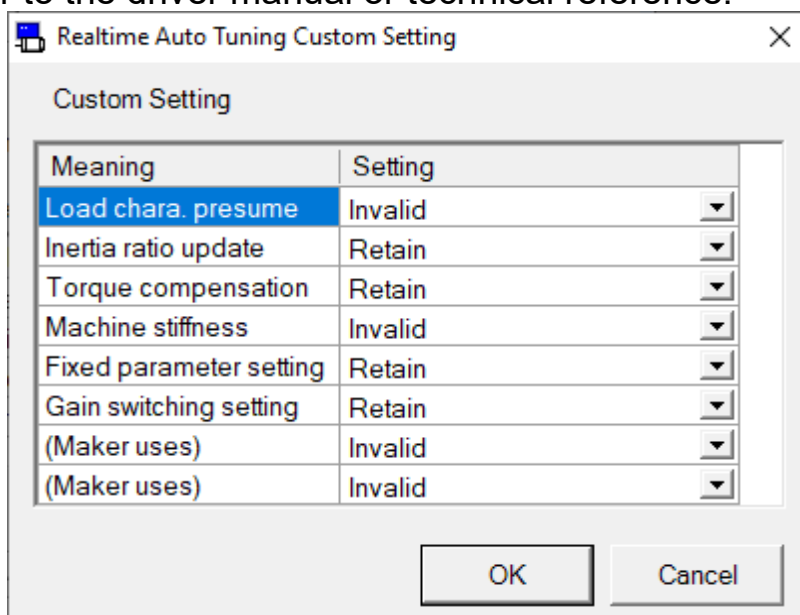 r to the driver manual or technical reference.
Realtime Auto Tuning Custom Setting
Custom Setting
Meaning Setting
Load chara. presume Invalid
Inertia ratio update Retain
Torque compensation Retain
Machine stiffness Invalid
Fixed parameter setting Retain
Gain switching setting Retain
(Maker uses) Invalid
(Maker uses) Invalid
OK Cancel